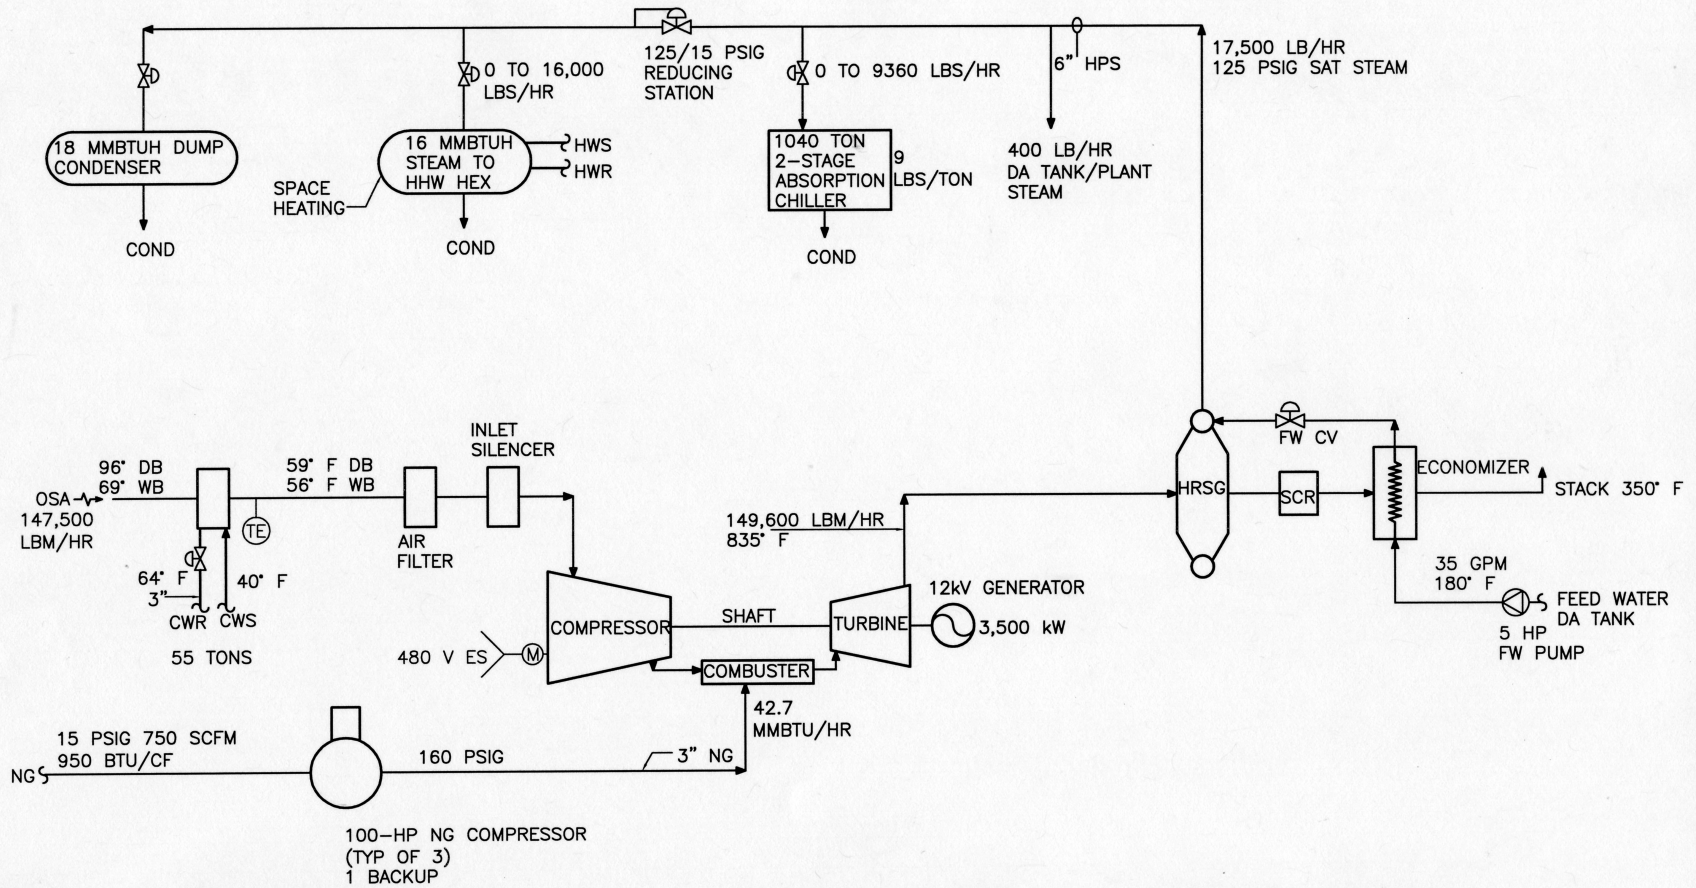 125/15 PSIG
REDUCING
STATION
0 TO 16,000
LBS/HR
0 TO 9360 LBS/HR
6" HPS
17,500 LB/HR
125 PSIG SAT STEAM
18 MMBTUH DUMP
CONDENSER
COND
16 MMBTUH
STEAM TO
HHW HEX
HWS
HWR
SPACE
HEATING
COND
1040 TON
2-STAGE
ABSORPTION
CHILLER
9
LBS/TON
COND
400 LB/HR
DA TANK/PLANT
STEAM
OSA
147,500
LBM/HR
96° DB
69° WB
59° F DB
56° F WB
TE
64° F
3"
40° F
CWR
CWS
55 TONS
AIR
FILTER
INLET
SILENCER
COMPRESSOR
480 V ES
M
SHAFT
COMBUSTER
TURBINE
149,600 LBM/HR
835° F
12kV GENERATOR
3,500 kW
HRSG
FW CV
SCR
ECONOMIZER
STACK 350° F
35 GPM
180° F
FEED WATER
DA TANK
5 HP
FW PUMP
42.7
MMBTU/HR
NG
15 PSIG 750 SCFM
950 BTU/CF
160 PSIG
3" NG
100-HP NG COMPRESSOR
(TYP OF 3)
1 BACKUP